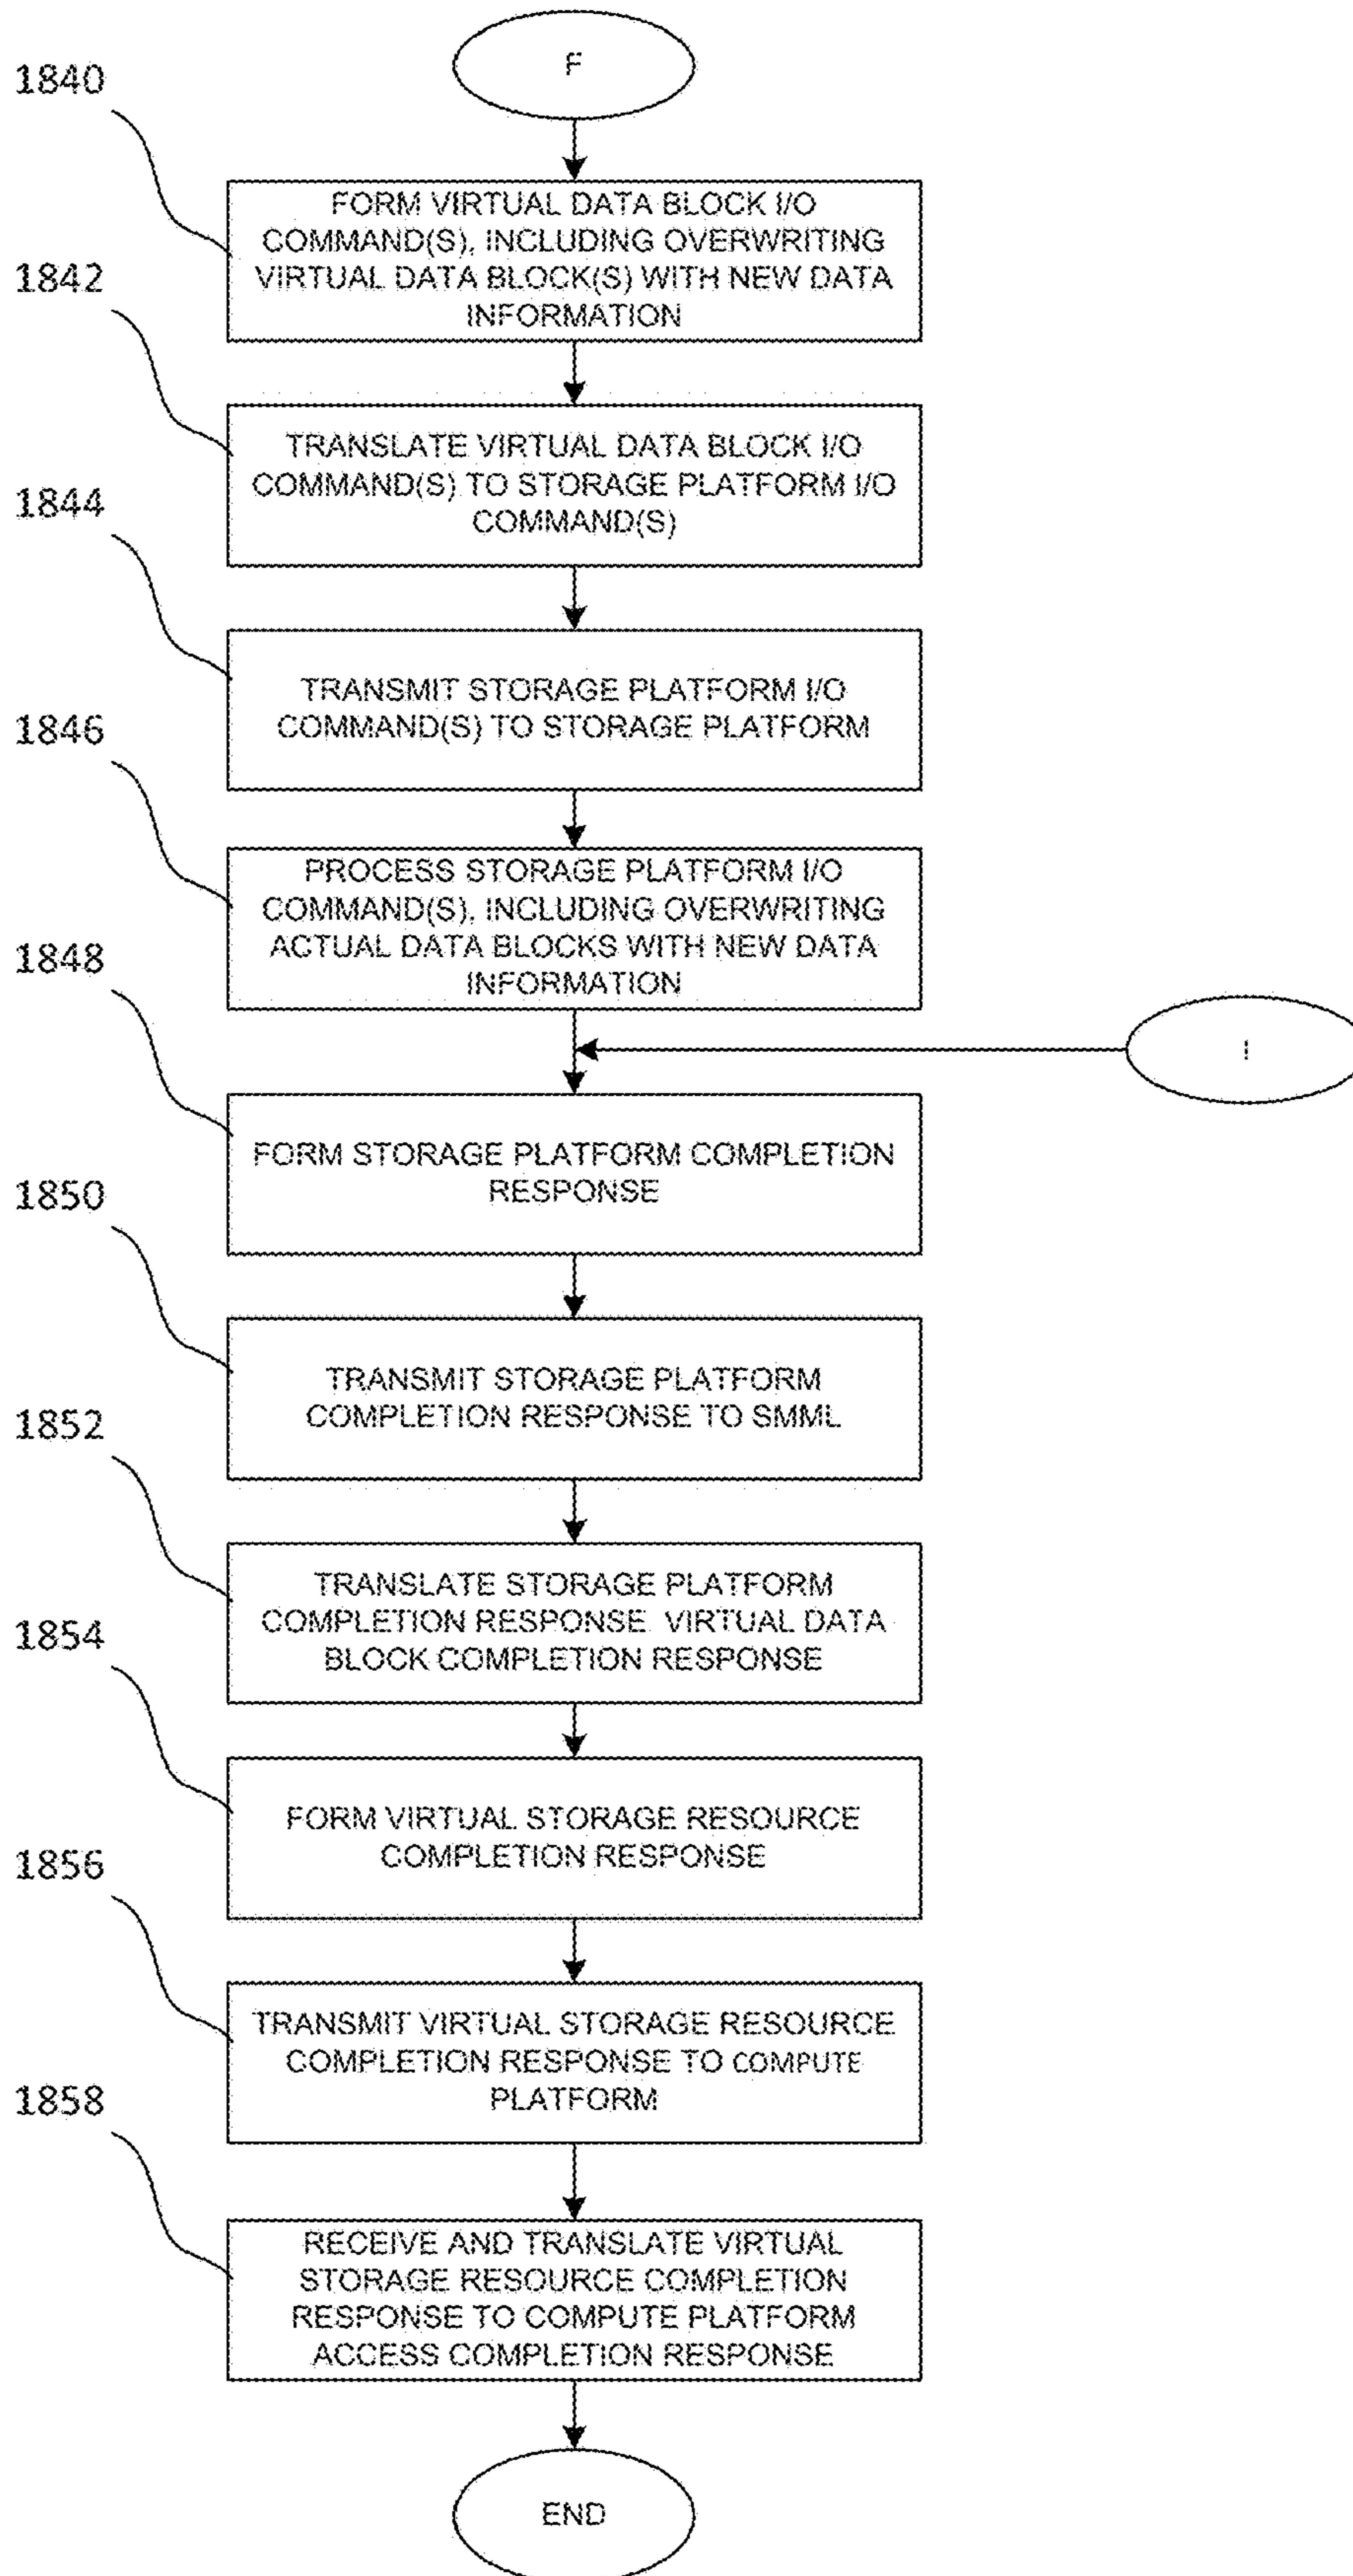 F
1840
FORM VIRTUAL DATA BLOCK I/O
COMMAND(S), INCLUDING OVERWRITING
VIRTUAL DATA BLOCK(S) WITH NEW DATA
INFORMATION
1842
TRANSLATE VIRTUAL DATA BLOCK I/O
COMMAND(S) TO STORAGE PLATFORM I/O
COMMAND(S)
1844
TRANSMIT STORAGE PLATFORM I/O
COMMAND(S) TO STORAGE PLATFORM
1846
PROCESS STORAGE PLATFORM I/O
COMMAND(S), INCLUDING OVERWRITING
ACTUAL DATA BLOCKS WITH NEW DATA
INFORMATION
I
1848
FORM STORAGE PLATFORM COMPLETION
RESPONSE
1850
TRANSMIT STORAGE PLATFORM
COMPLETION RESPONSE TO SMML
1852
TRANSLATE STORAGE PLATFORM
COMPLETION RESPONSE VIRTUAL DATA
BLOCK COMPLETION RESPONSE
1854
FORM VIRTUAL STORAGE RESOURCE
COMPLETION RESPONSE
1856
TRANSMIT VIRTUAL STORAGE RESOURCE
COMPLETION RESPONSE TO COMPUTE
PLATFORM
1858
RECEIVE AND TRANSLATE VIRTUAL
STORAGE RESOURCE COMPLETION
RESPONSE TO COMPUTE PLATFORM
ACCESS COMPLETION RESPONSE
END